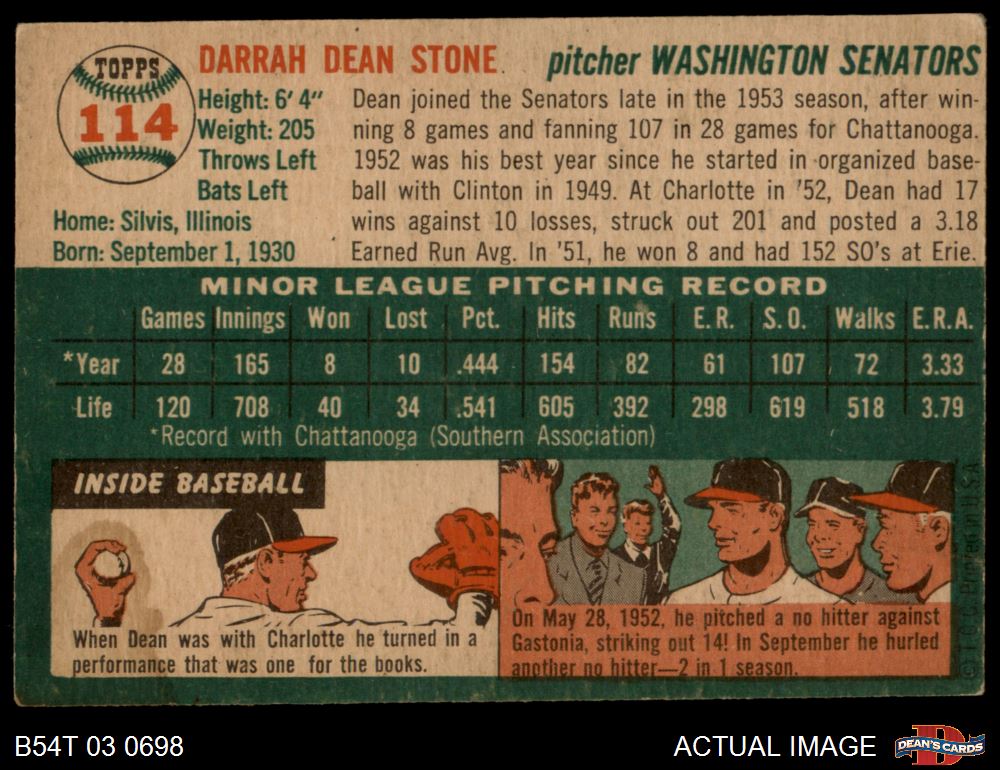 TOPPS
114
DARRAH DEAN STONE pitcher WASHINGTON SENATORS
Height: 6' 4"
Weight: 205
Throws Left
Bats Left
Home: Silvis, Illinois
Born: September 1, 1930
Dean joined the Senators late in the 1953 season, after win-
ning 8 games and fanning 107 in 28 games for Chattanooga.
1952 was his best year since he started in organized base-
ball with Clinton in 1949. At Charlotte in '52, Dean had 17
wins against 10 losses, struck out 201 and posted a 3.18
Earned Run Avg. In '51, he won 8 and had 152 SO's at Erie.
MINOR LEAGUE PITCHING RECORD
Games Innings Won Lost Pct. Hits Runs E.R. S.O. Walks E.R.A.
*Year 28 165 8 10 .444 154 82 61 107 72 3.33
Life 120 708 40 34 .541 605 392 298 619 518 3.79
*Record with Chattanooga (Southern Association)
INSIDE BASEBALL
When Dean was with Charlotte he turned in a
performance that was one for the books.
On May 28, 1952, he pitched a no hitter against
Gastonia, striking out 14! In September he hurled
another no hitter—2 in 1 season.
© T.C.G. Printed in U.S.A.
B54T 03 0698
ACTUAL IMAGE
DEAN'S CARDS